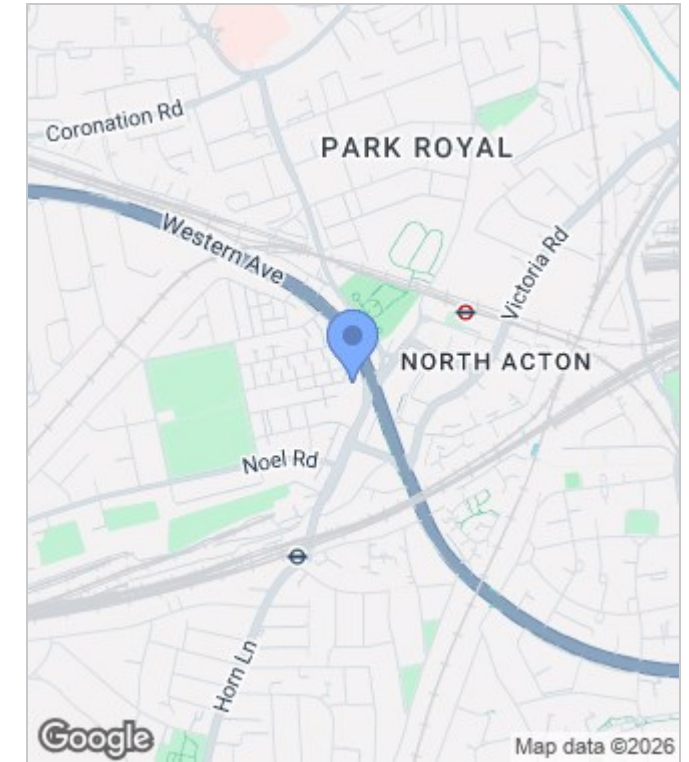 Coronation Rd
PARK ROYAL
Western Ave
Victoria Rd
NORTH ACTON
Noel Rd
Horn Ln
Google
Map data ©2026